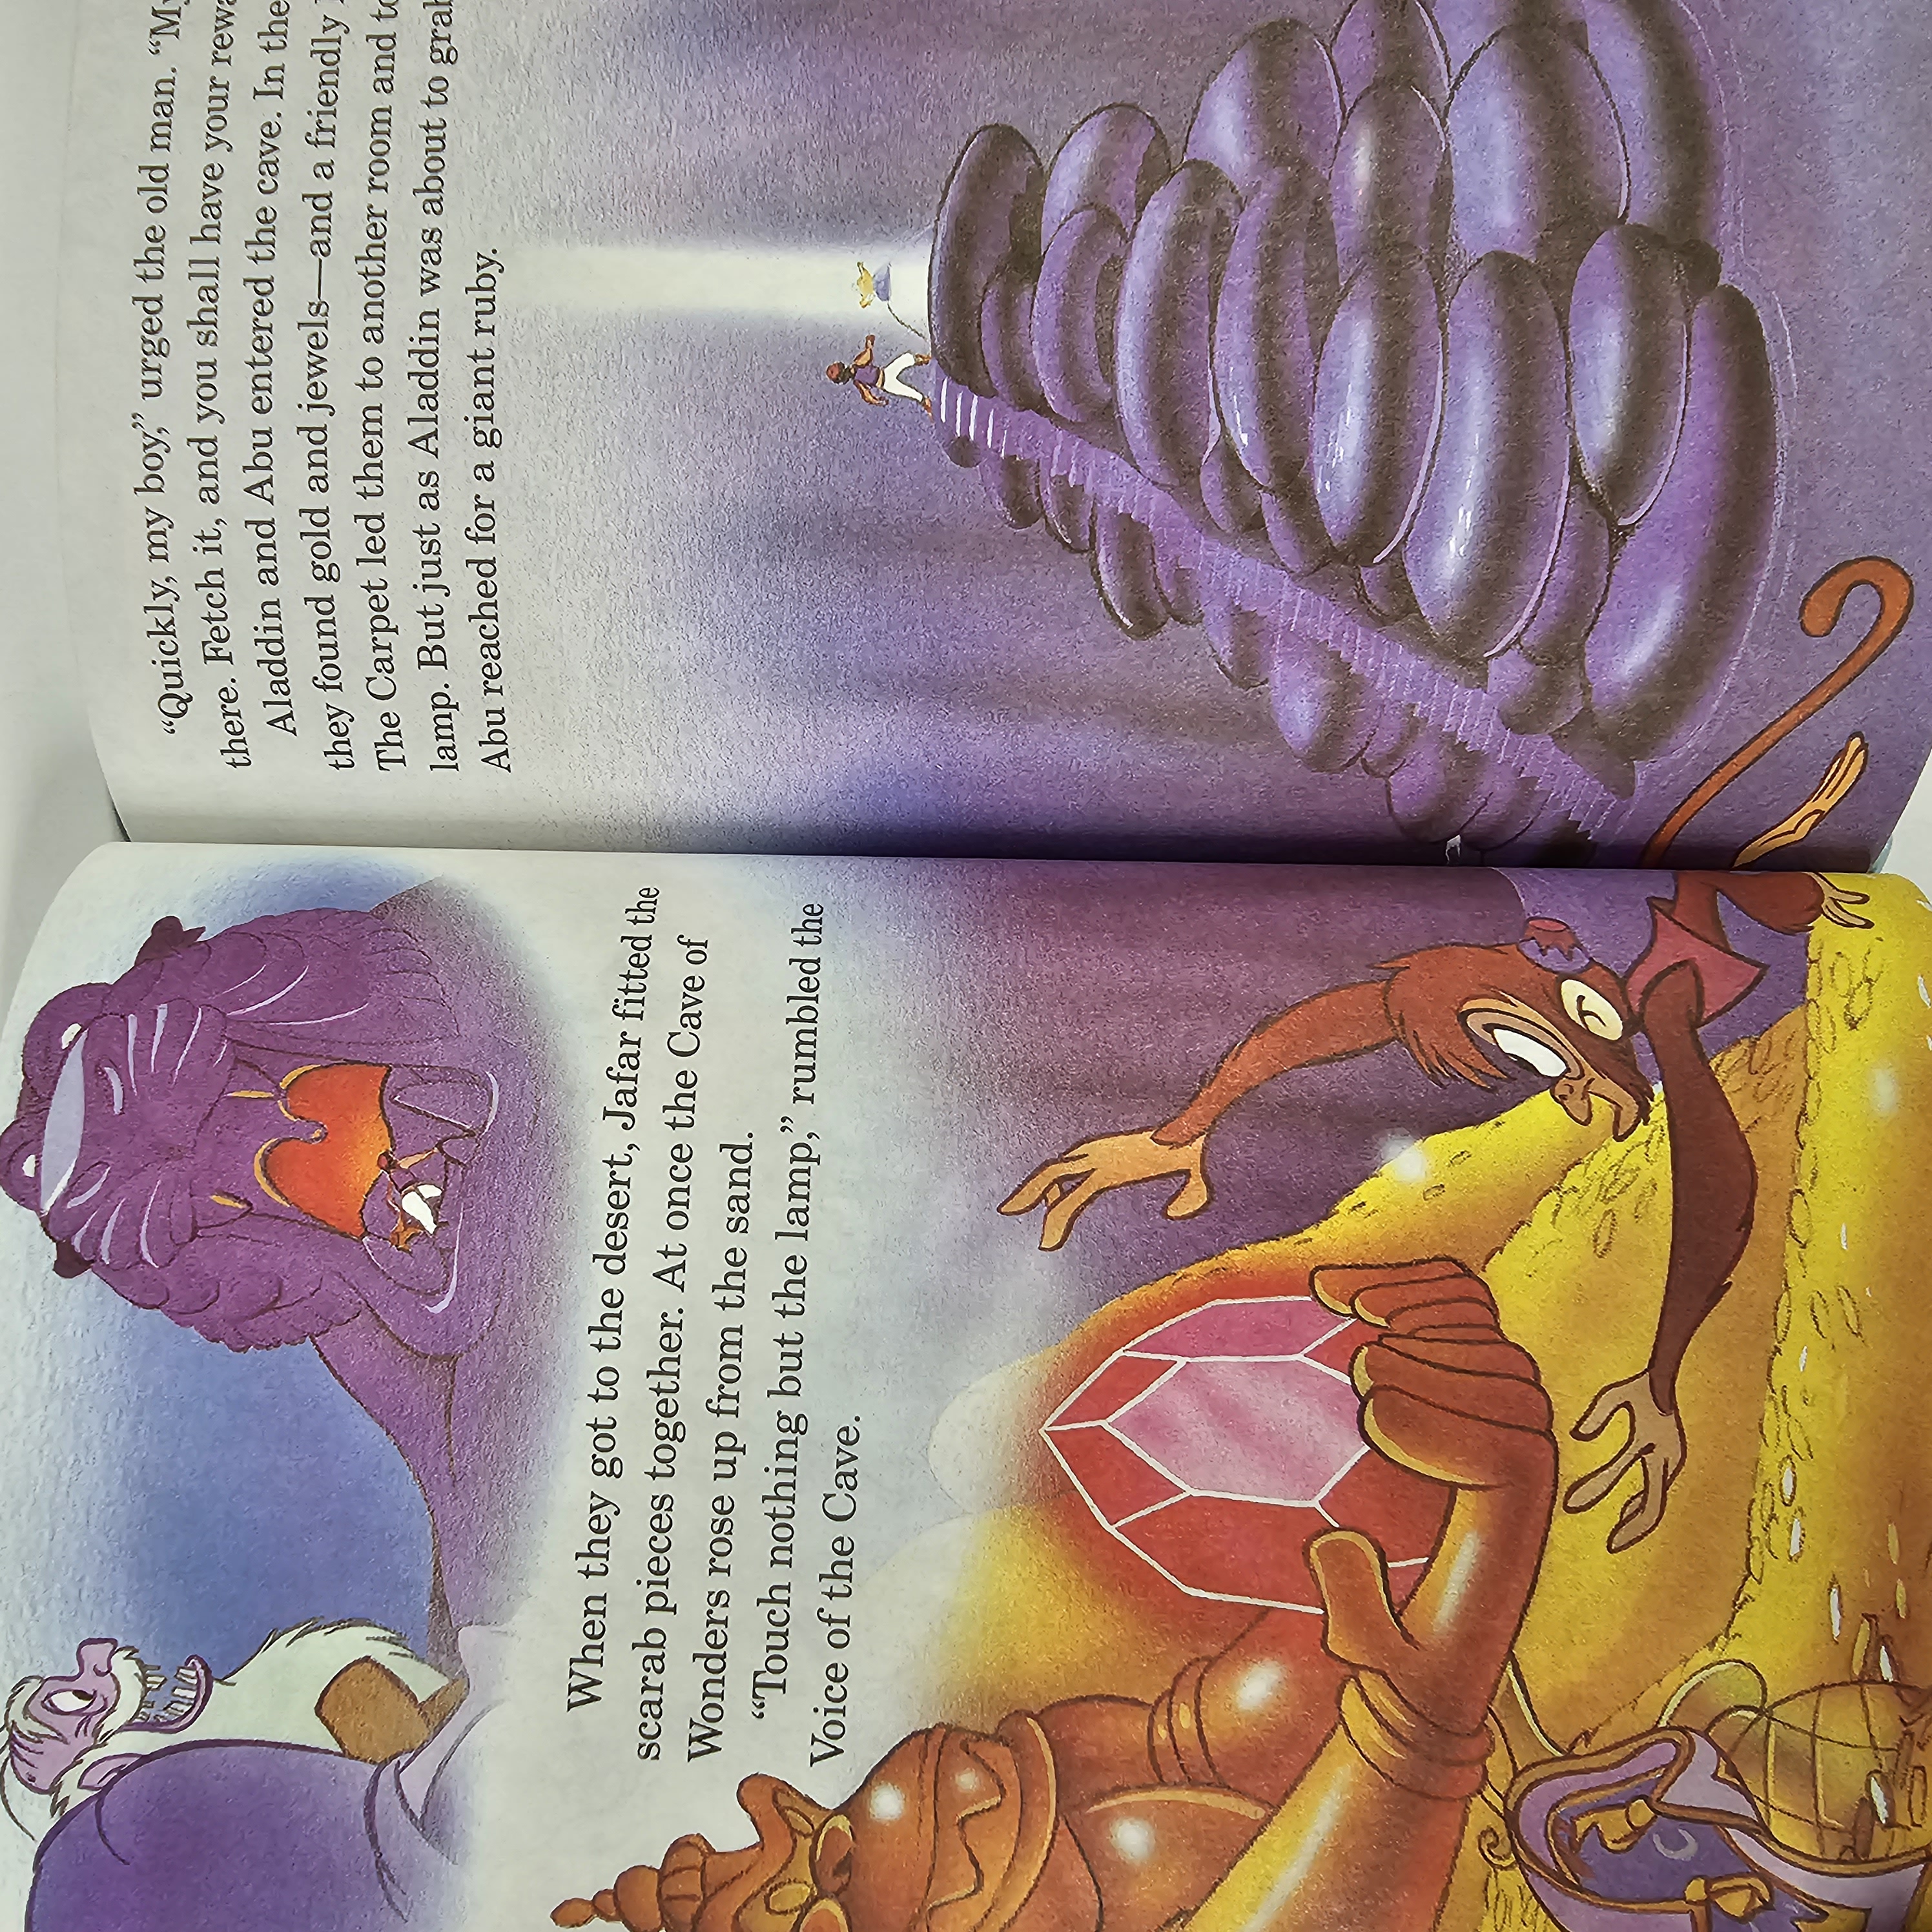 When they got to the desert, Jafar fitted the
scarab pieces together. At once the Cave of
Wonders rose up from the sand.
“Touch nothing but the lamp,” rumbled the
Voice of the Cave.
“Quickly, my boy,” urged the old man.
there. Fetch it, and you shall have your
Aladdin and Abu entered the cave. In the
they found gold and jewels—and a friendly
The Carpet led them to another room and
lamp. But just as Aladdin was about to
Abu reached for a giant ruby.